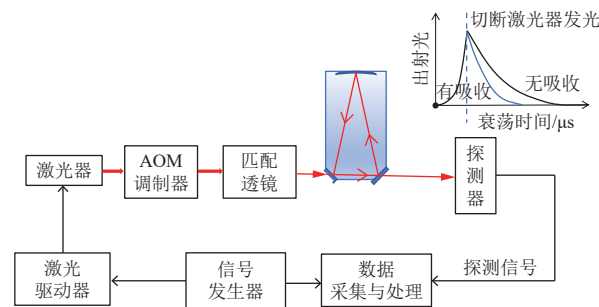 切断激光器发光
出射光
有吸收
无吸收
衰荡时间/μs
激光器
AOM
调制器
匹配
透镜
探
测
器
激光
驱动器
信号
发生器
数据
采集与处理
探测信号